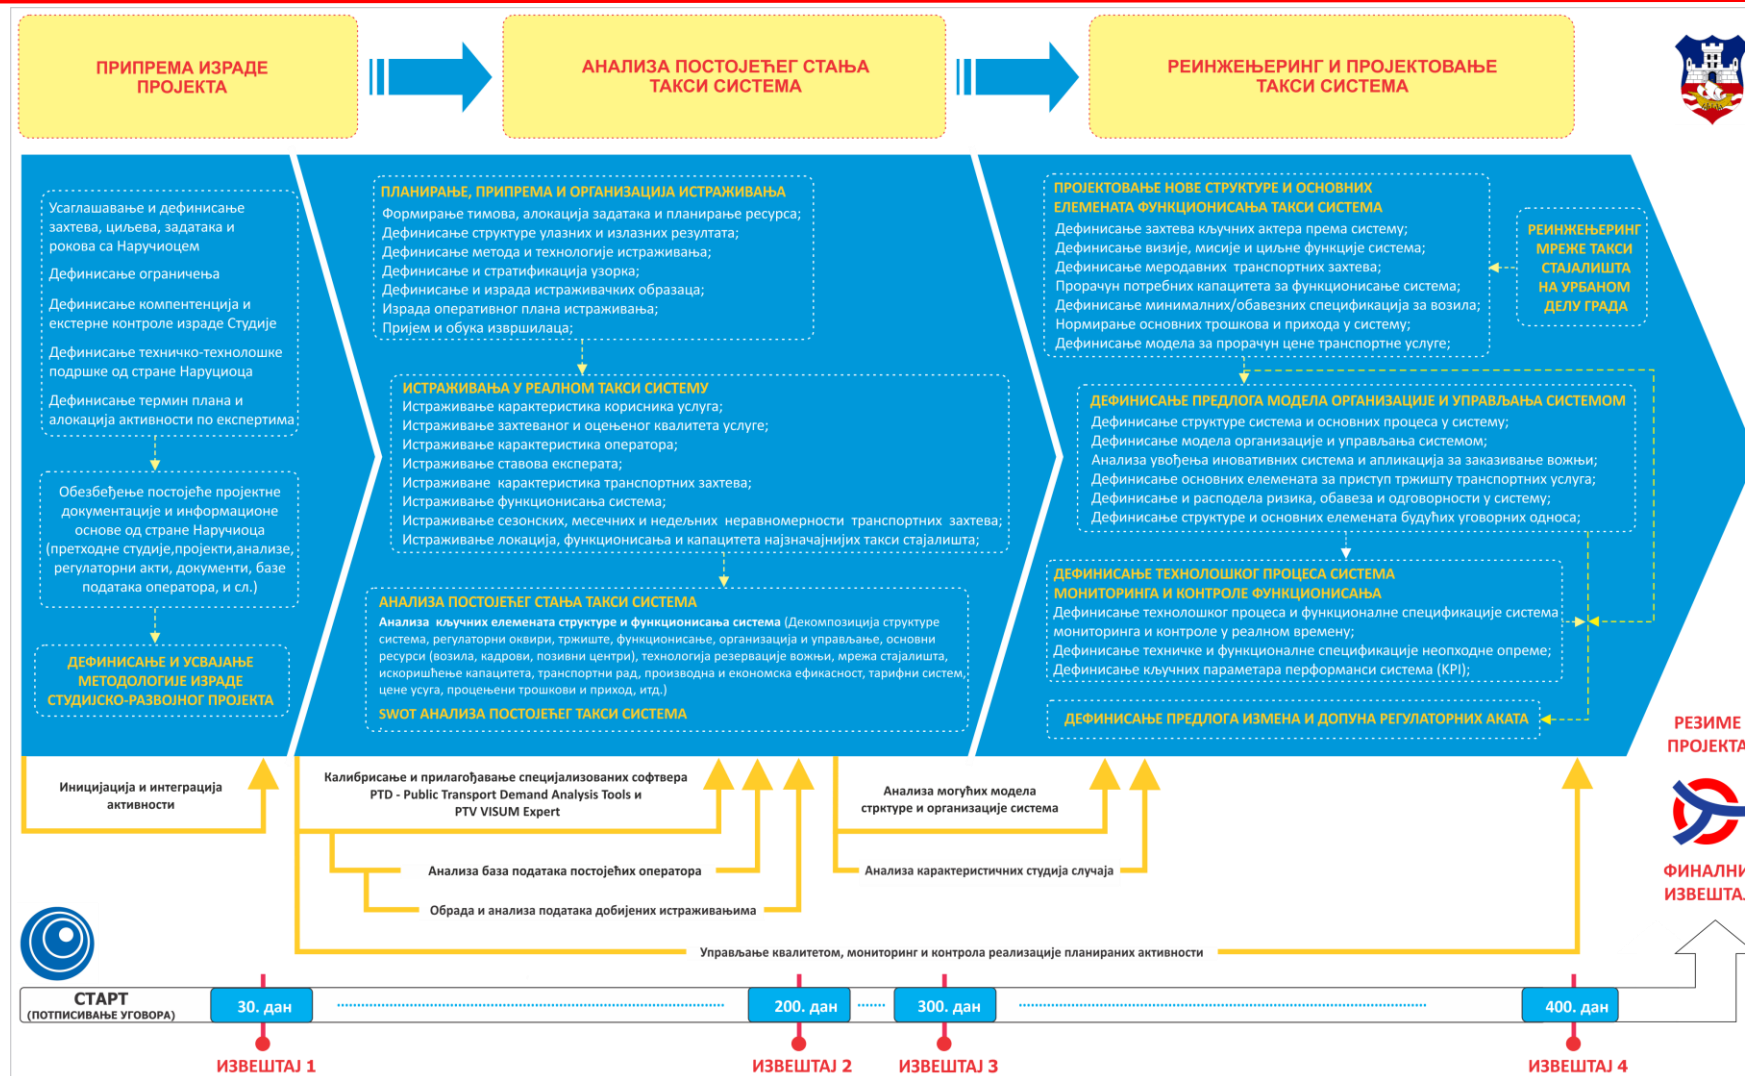 ПРИПРЕМА ИЗРАДЕ
ПРОЈЕКТА
АНАЛИЗА ПОСТОЈЕЋЕГ СТАЊА
ТАКСИ СИСТЕМА
РЕИНЖЕЊЕРИНГ И ПРОЈЕКТОВАЊЕ
ТАКСИ СИСТЕМА
Усаглашавање и дефинисање
захтева, циљева, задатака и
рокова са Наручиоцем
Дефинисање ограничења
Дефинисање компентенција и
екстерне контроле израде Студије
Дефинисање техничко-технолошке
подршке од стране Наруциоца
Дефинисање термин плана и
алокација активности по експертима
Обезбеђење постојеће пројектне
документације и информационе
основе од стране Наручиоца
(претходне студије,пројекти,анализе,
регулаторни акти, документи, базе
података оператора, и сл.)
ДЕФИНИСАЊЕ И УСВАЈАЊЕ
МЕТОДОЛОГИЈЕ ИЗРАДЕ
СТУДИЈСКО-РАЗВОЈНОГ ПРОЈЕКТА
ПЛАНИРАЊЕ, ПРИПРЕМА И ОРГАНИЗАЦИЈА ИСТРАЖИВАЊА
Формирање тимова, алокација задатака и планирање ресурса;
Дефинисање структуре улазних и излазних резултата;
Дефинисање метода и технологије истраживања;
Дефинисање и стратификација узорка;
Дефинисање и израда истраживачких образаца;
Израда оперативног плана истраживања;
Пријем и обука извршилаца;
ИСТРАЖИВАЊА У РЕАЛНОМ ТАКСИ СИСТЕМУ
Истраживање карактеристика корисника услуга;
Истраживање захтеваног и оцењеног квалитета услуге;
Истраживање карактеристика оператора;
Истраживање ставова експерата;
Истраживане карактеристика транспортних захтева;
Истраживање функционисања система;
Истраживање сезонских, месечних и недељних неравномерности транспортних захтева;
Истраживање локација, функционисања и капацитета најзначајнијих такси стајалишта;
АНАЛИЗА ПОСТОЈЕЋЕГ СТАЊА ТАКСИ СИСТЕМА
Анализа кључних елемената структуре и функционисања система (Декомпозиција структуре
система, регулаторни оквири, тржиште, функционисање, организација и управљање, основни
ресурси (возила, кадрови, позивни центри), технологија резервације вожњи, мрежа стајалишта,
искоришћење капацитета, транспортни рад, производна и економска ефикасност, тарифни систем,
цене усуга, процењени трошкови и приход, итд.)
SWOT АНАЛИЗА ПОСТОЈЕЋЕГ ТАКСИ СИСТЕМА
ПРОЈЕКТОВАЊЕ НОВЕ СТРУКТУРЕ И ОСНОВНИХ
ЕЛЕМЕНАТА ФУНКЦИОНИСАЊА ТАКСИ СИСТЕМА
Дефинисање захтева кључних актера према систему;
Дефинисање визије, мисије и циљне функције система;
Дефинисање меродавних транспортних захтева;
Прорачун потребних капацитета за функционисање система;
Дефинисање минималних/обавезних спецификација за возила;
Нормирање основних трошкова и прихода у систему;
Дефинисање модела за прорачун цене транспортне услуге;
РЕИНЖЕЊЕРИНГ
МРЕЖЕ ТАКСИ
СТАЈАЛИШТА
НА УРБАНОМ
ДЕЛУ ГРАДА
ДЕФИНИСАЊЕ ПРЕДЛОГА МОДЕЛА ОРГАНИЗАЦИЈЕ И УПРАВЉАЊА СИСТЕМОМ
Дефинисање структуре система и основних процеса у систему;
Дефинисање модела организације и управљања системом;
Анализа увођења иновативних система и апликација за заказивање вожњи;
Дефинисање основних елемената за приступ тржишту транспортних услуга;
Дефинисање и расподела ризика, обавеза и одговорности у систему;
Дефинисање структуре и основних елемената будућих уговорних односа;
ДЕФИНИСАЊЕ ТЕХНОЛОШКОГ ПРОЦЕСА СИСТЕМА
МОНИТОРИНГА И КОНТРОЛЕ ФУНКЦИОНИСАЊА
Дефинисање технолошког процеса и функционалне спецификације система
мониторинга и контроле у реалном времену;
Дефинисање техничке и функционалне спецификације неопходне опреме;
Дефинисање кључних параметара перформанси система (KPI);
ДЕФИНИСАЊЕ ПРЕДЛОГА ИЗМЕНА И ДОПУНА РЕГУЛАТОРНИХ АКАТА
РЕЗИМЕ
ПРОЈЕКТА
Иницијација и интеграција
активности
Калибрисање и прилагођавање специјализованих софтвера
PTD - Public Transport Demand Analysis Tools и
PTV VISUM Expert
Анализа могућих модела
стрктуре и организације система
Анализа база података постојећих оператора
Анализа карактеристичних студија случаја
Обрада и анализа података добијених истраживањима
Управљање квалитетом, мониторинг и контрола реализације планираних активности
ФИНАЛНИ
ИЗВЕШТАЈ
СТАРТ
(ПОТПИСИВАЊЕ УГОВОРА)
30. дан
200. дан
300. дан
400. дан
ИЗВЕШТАЈ 1
ИЗВЕШТАЈ 2
ИЗВЕШТАЈ 3
ИЗВЕШТАЈ 4